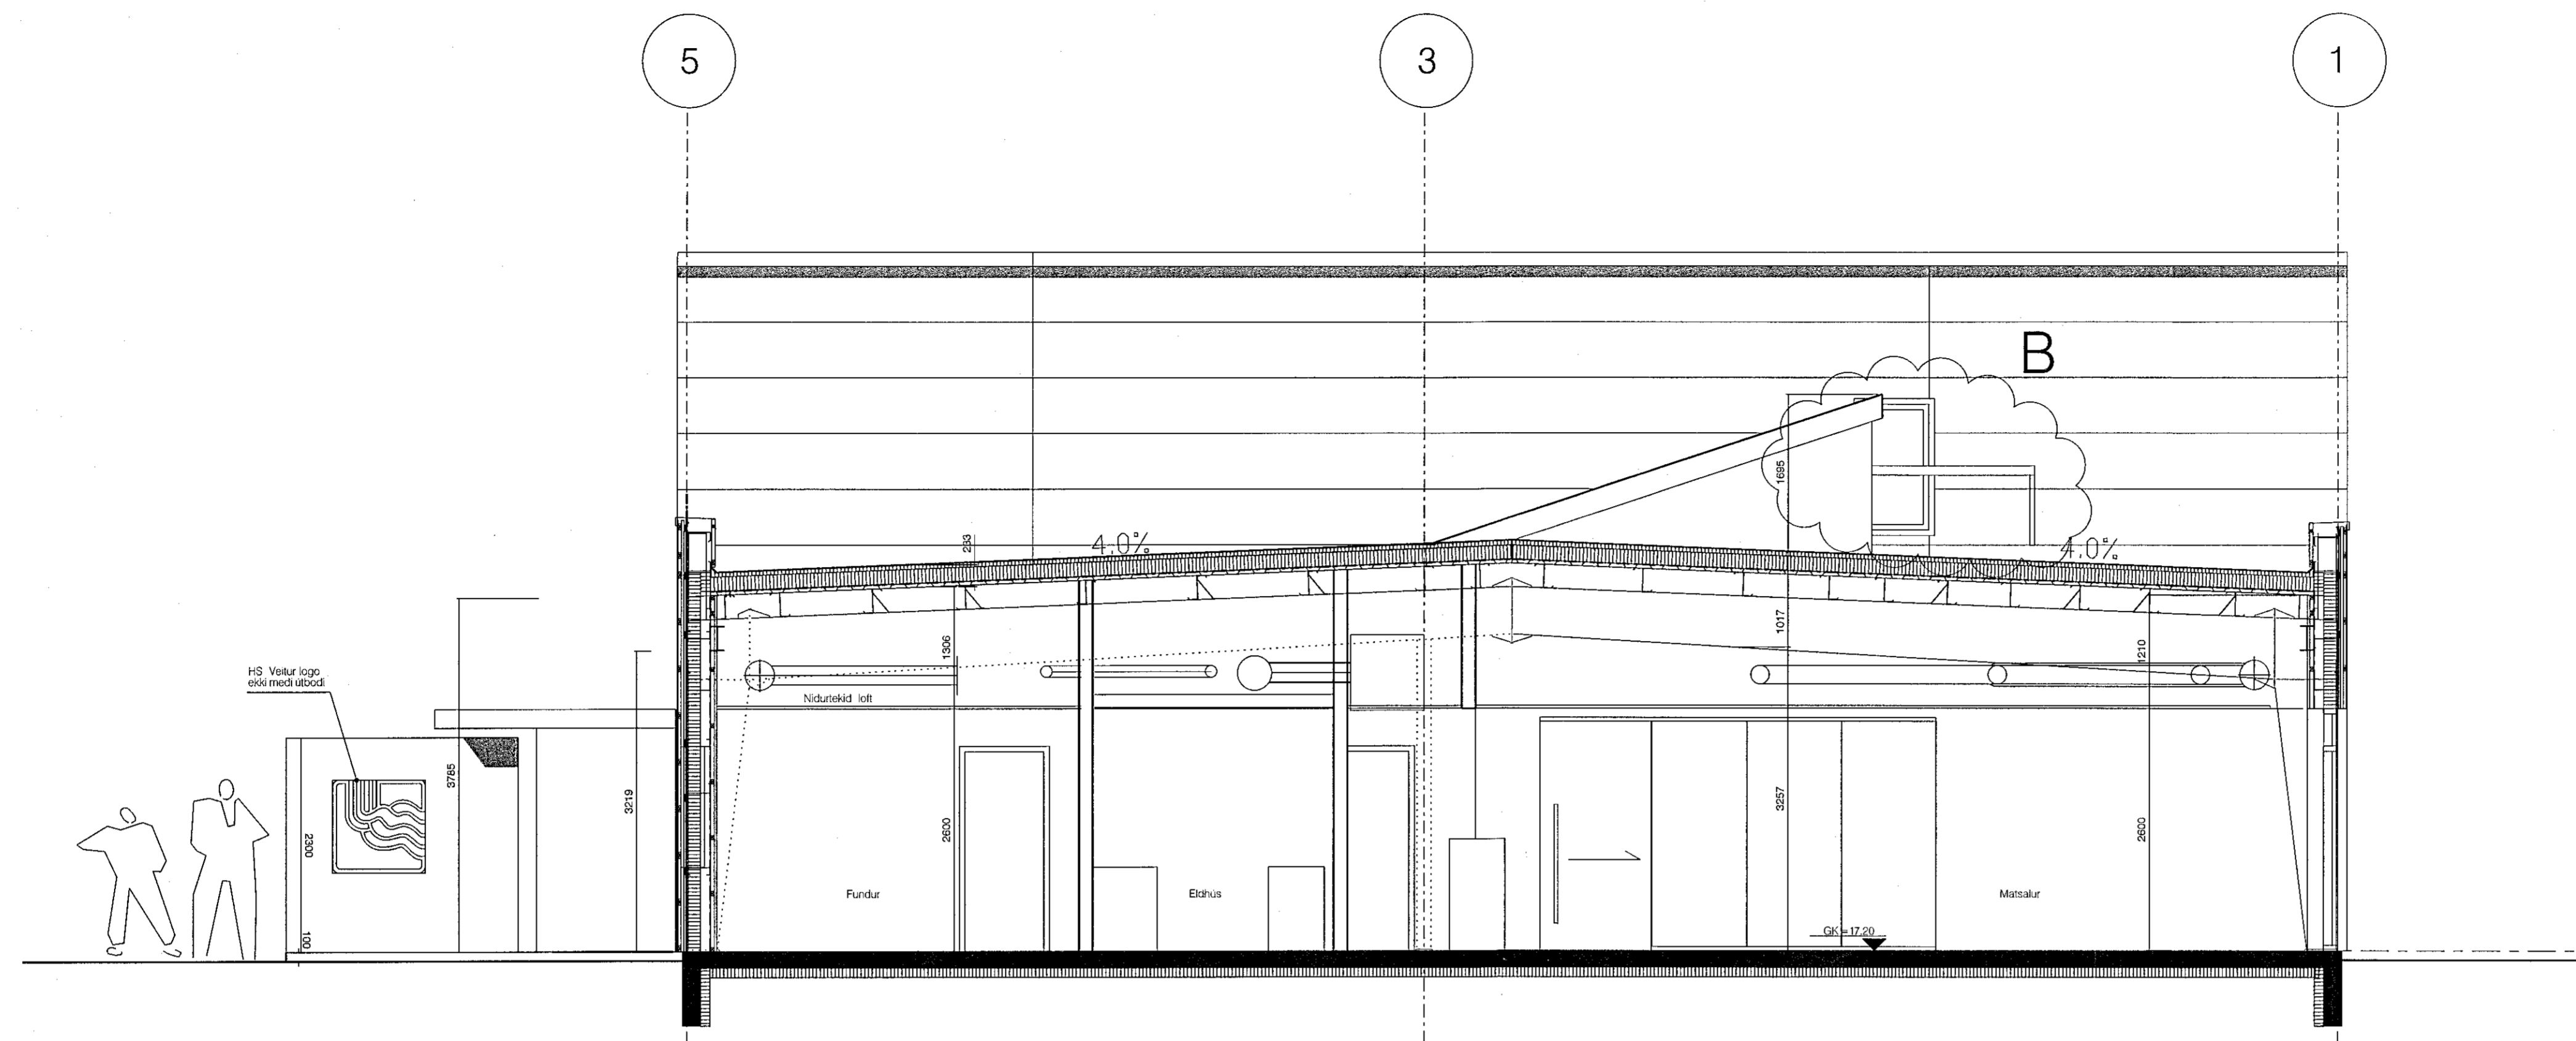 5
3
1
B
1695
4.0%
233
4.0%
1306
1017
1210
HS Veitur logo
ekki með útboði
Niðurtekið loft
3785
3219
2300
2600
3257
2600
Fundur
Eldhús
Matsalur
100
GK=17.20